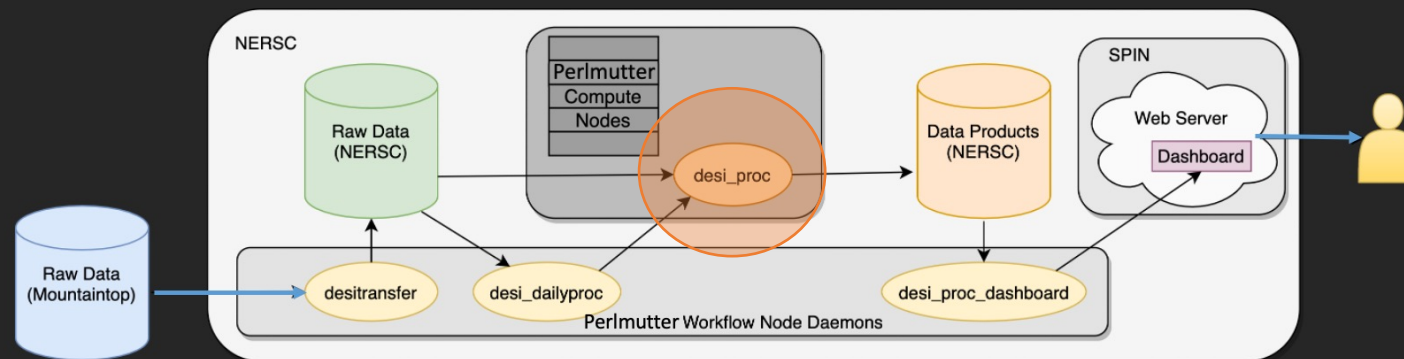 NERSC
Perlmutter
Compute
Nodes
SPIN
Raw Data
(NERSC)
desi_proc
Data Products
(NERSC)
Web Server
Dashboard
Raw Data
(Mountaintop)
desitransfer
desi_dailyproc
desi_proc_dashboard
Perlmutter Workflow Node Daemons